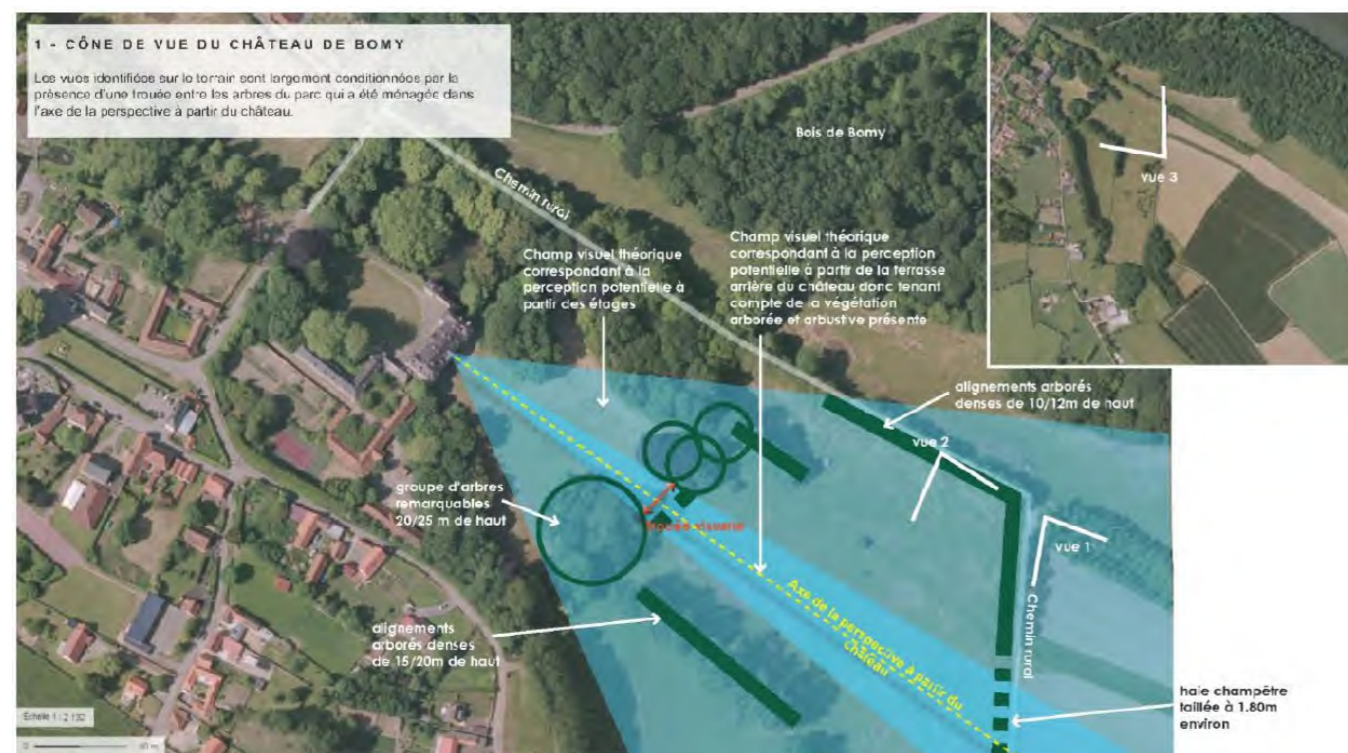 1 - CÔNE DE VUE DU CHÂTEAU DE BOMY
Les vues identifiées sur le terrain sont largement conditionnées par la
présence d'une trouée entre les arbres du parc qui a été ménagée dans
l'axe de la perspective à partir du château.
Bois de Bomy
vue 3
Chemin rural
Champ visuel théorique
correspondant à la
perception potentielle à
partir des étages
Champ visuel théorique
correspondant à la perception
potentielle à partir de la terrasse
arrière du château donc tenant
compte de la végétation
arborée et arbustive présente
alignements arborés
denses de 10/12m de haut
vue 2
groupe d'arbres
remarquables
20/25 m de haut
vue 1
Axe de la perspective à partir du
Château
Chemin rural
alignements
arborés denses
de 15/20m de haut
haie champêtre
taillée à 1.80m
environ
Echelle
0